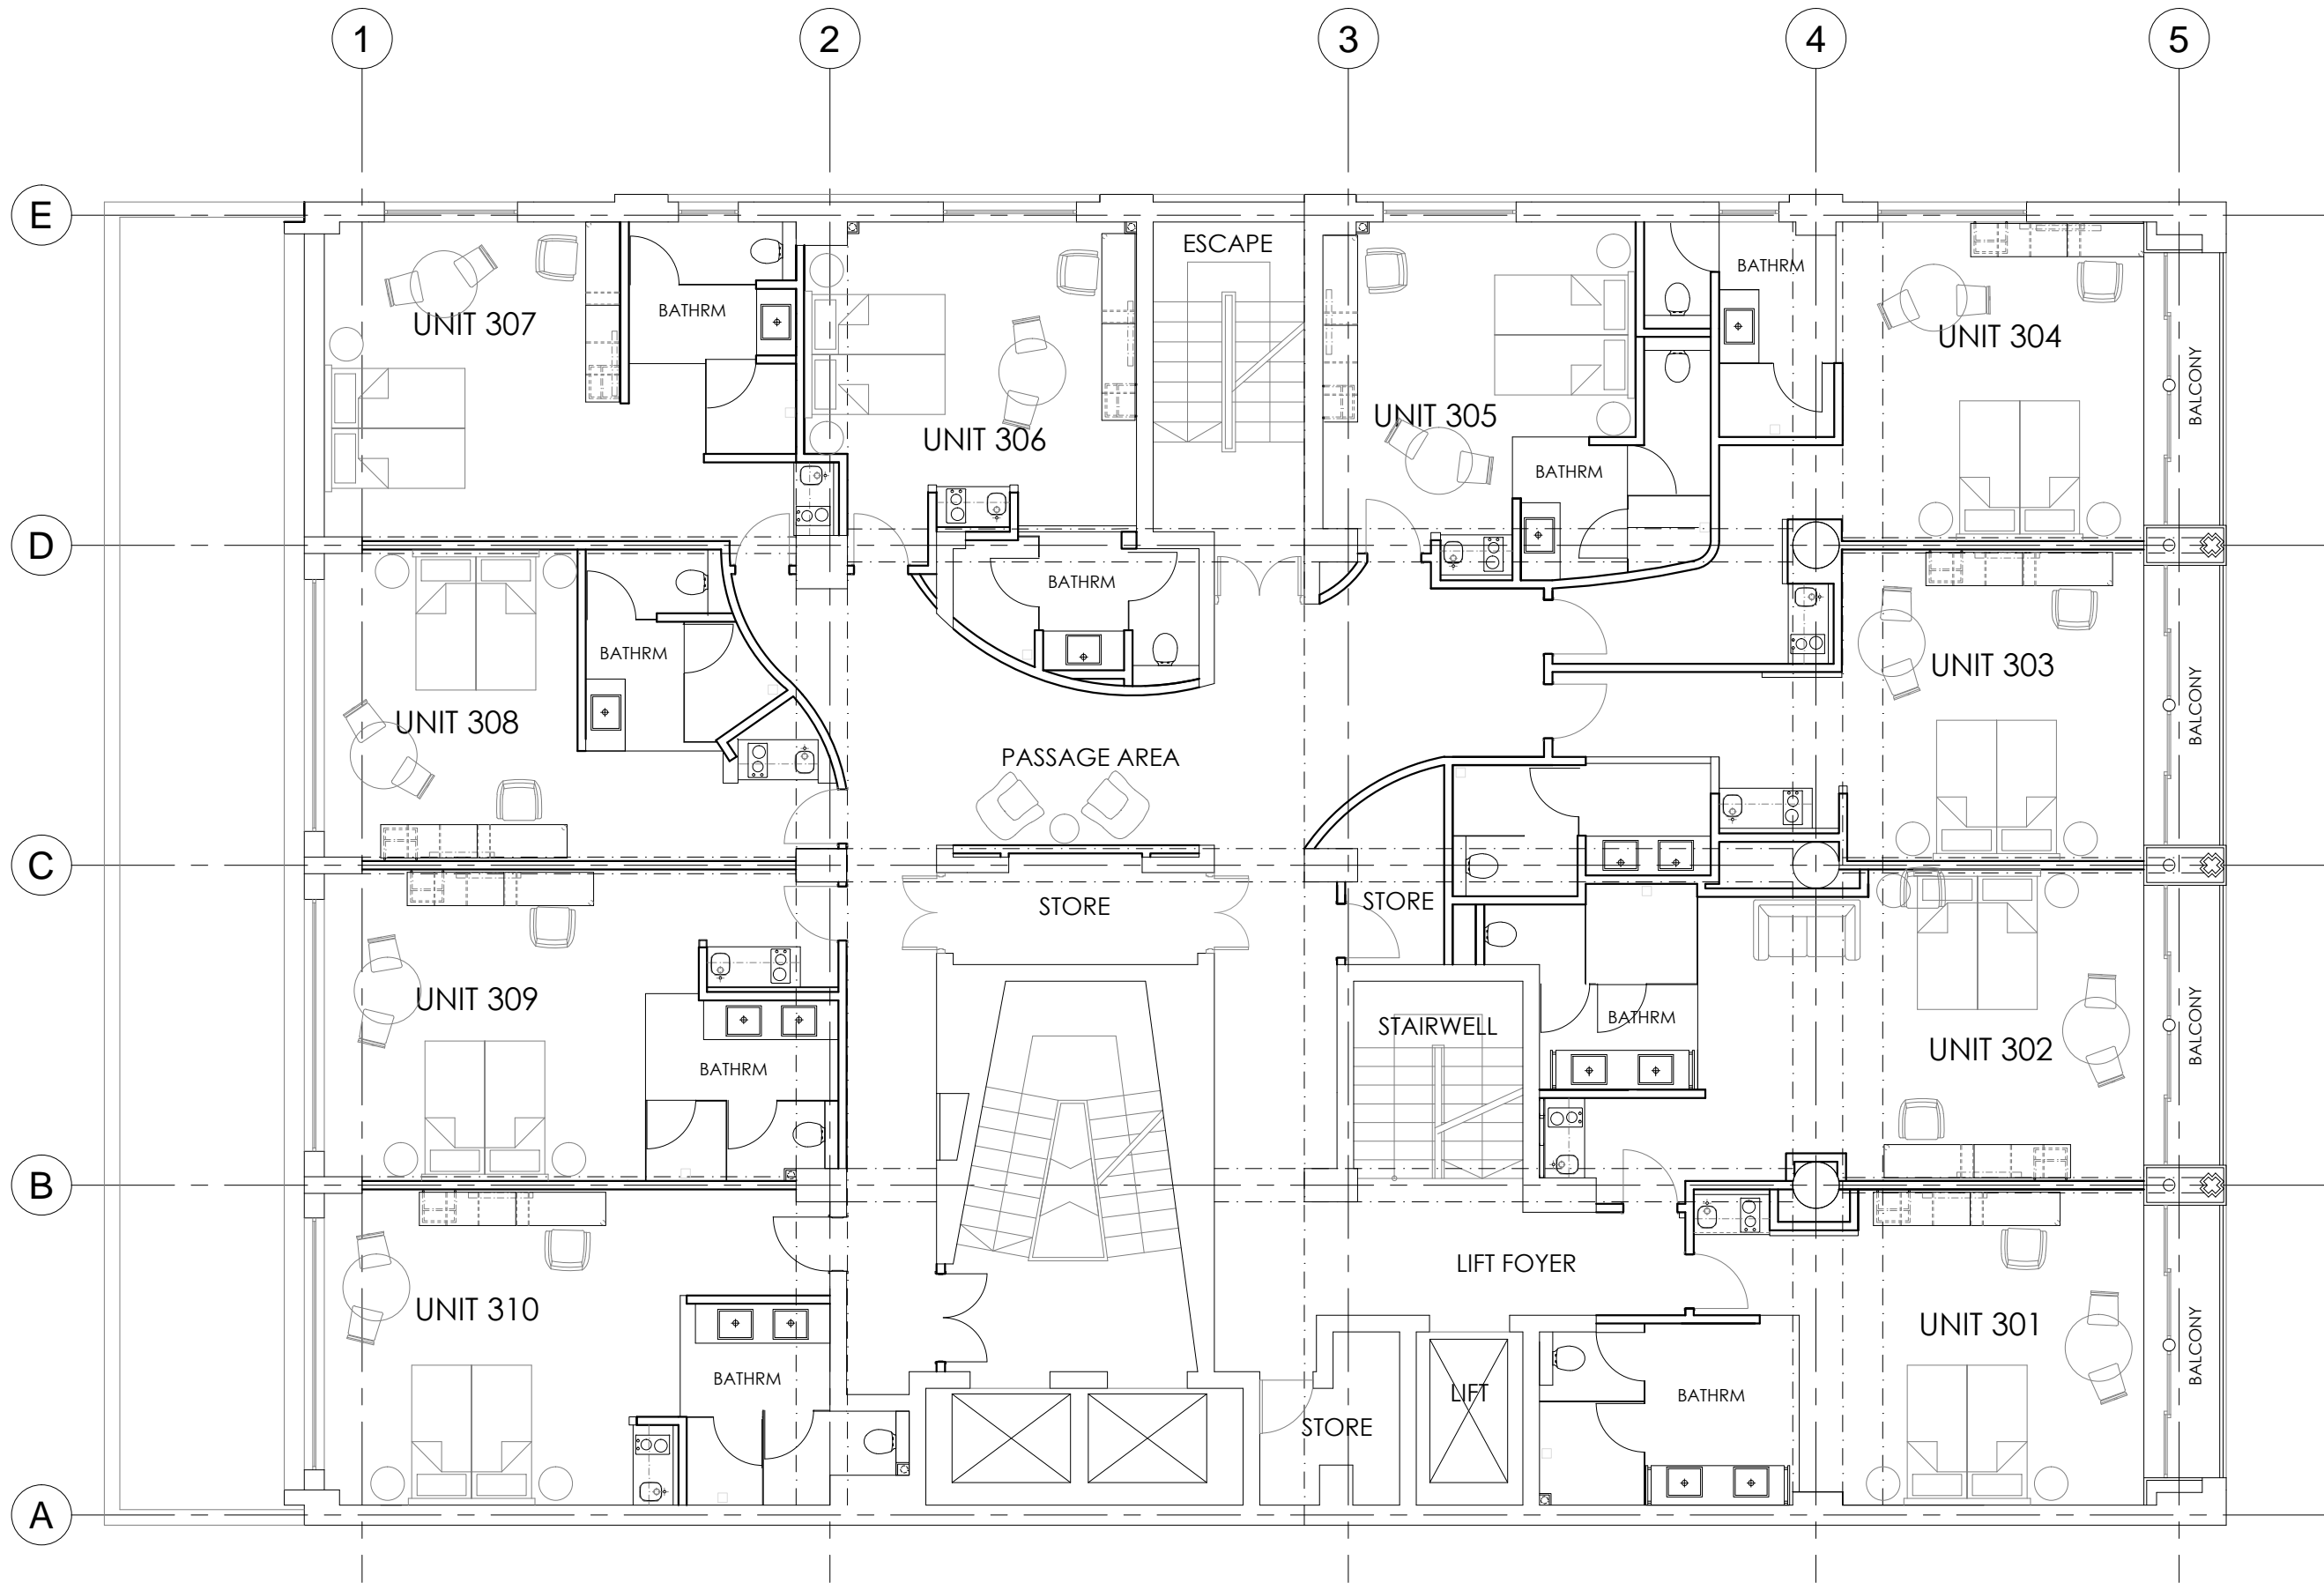 1
2
3
4
5
E
ESCAPE
BATHRM
BATHRM
UNIT 307
UNIT 304
BALCONY
UNIT 305
UNIT 306
BATHRM
D
BATHRM
BATHRM
UNIT 303
BALCONY
UNIT 308
PASSAGE AREA
C
STORE
STORE
UNIT 309
STAIRWELL
BATHRM
BALCONY
UNIT 302
BATHRM
B
LIFT FOYER
UNIT 310
UNIT 301
BALCONY
BATHRM
LIFT
BATHRM
STORE
A